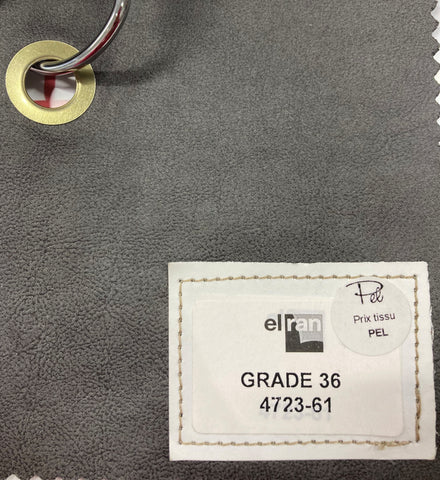 Pel
Prix tissu
PEL
elran
GRADE 36
4723-61